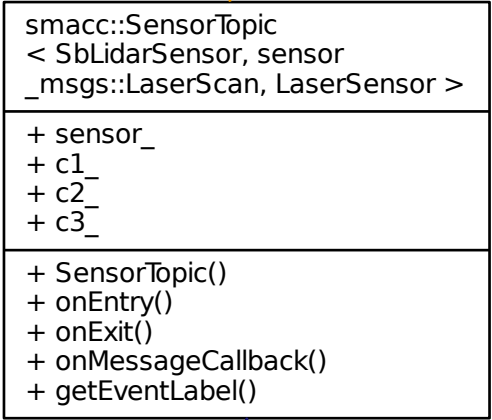 smacc::SensorTopic
< SbLidarSensor, sensor
_msgs::LaserScan, LaserSensor >
+ sensor_
+ c1_
+ c2_
+ c3_
+ SensorTopic()
+ onEntry()
+ onExit()
+ onMessageCallback()
+ getEventLabel()